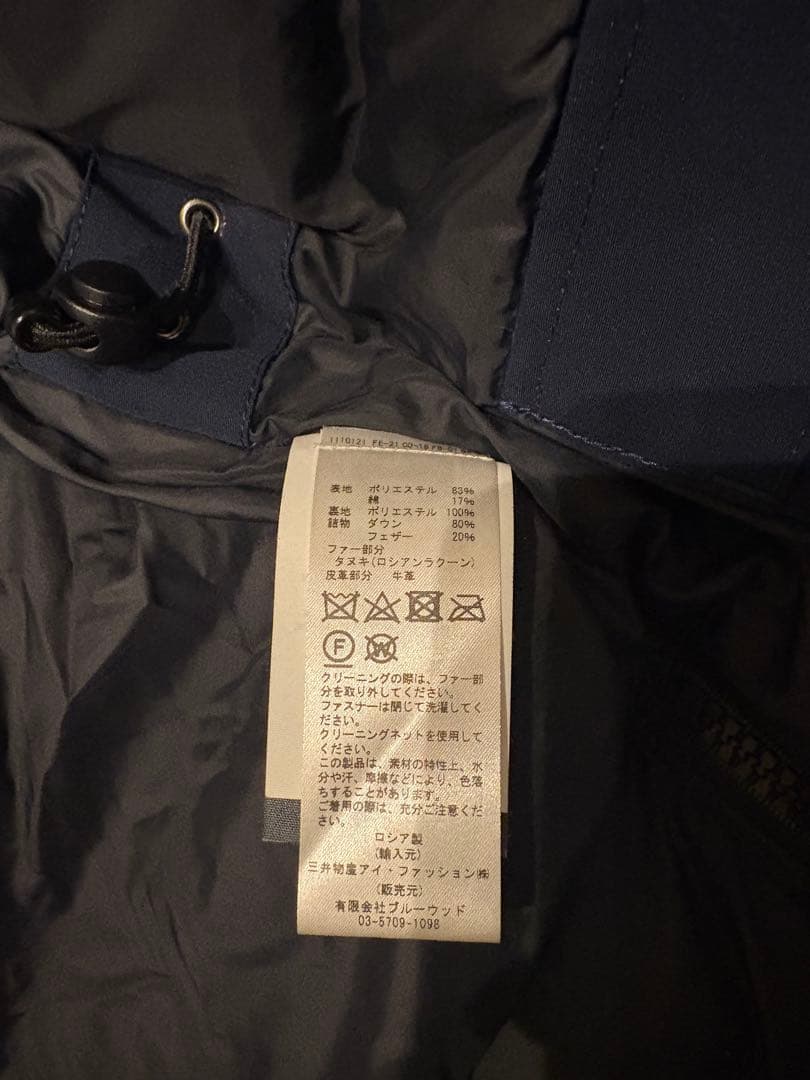 1110121 FE-21 00-18 FR
表地 ポリエステル 83%
綿 17%
裏地 ポリエステル 100%
詰物 ダウン 80%
フェザー 20%
ファー部分
タヌキ(ロシアンラクーン)
皮革部分 牛革
F W
クリーニングの際は、ファー部
分を取り外してください。
ファスナーは閉じて洗濯してく
ださい。
クリーニングネットを使用して
ください。
この製品は、素材の特性上、水
分や汗、摩擦などにより、色落
ちすることがあります。
ご着用の際は、充分ご注意くだ
さい。
ロシア製
(輸入元)
三井物産アイ・ファッション㈱
(販売元)
有限会社ブルーウッド
03-5709-1098